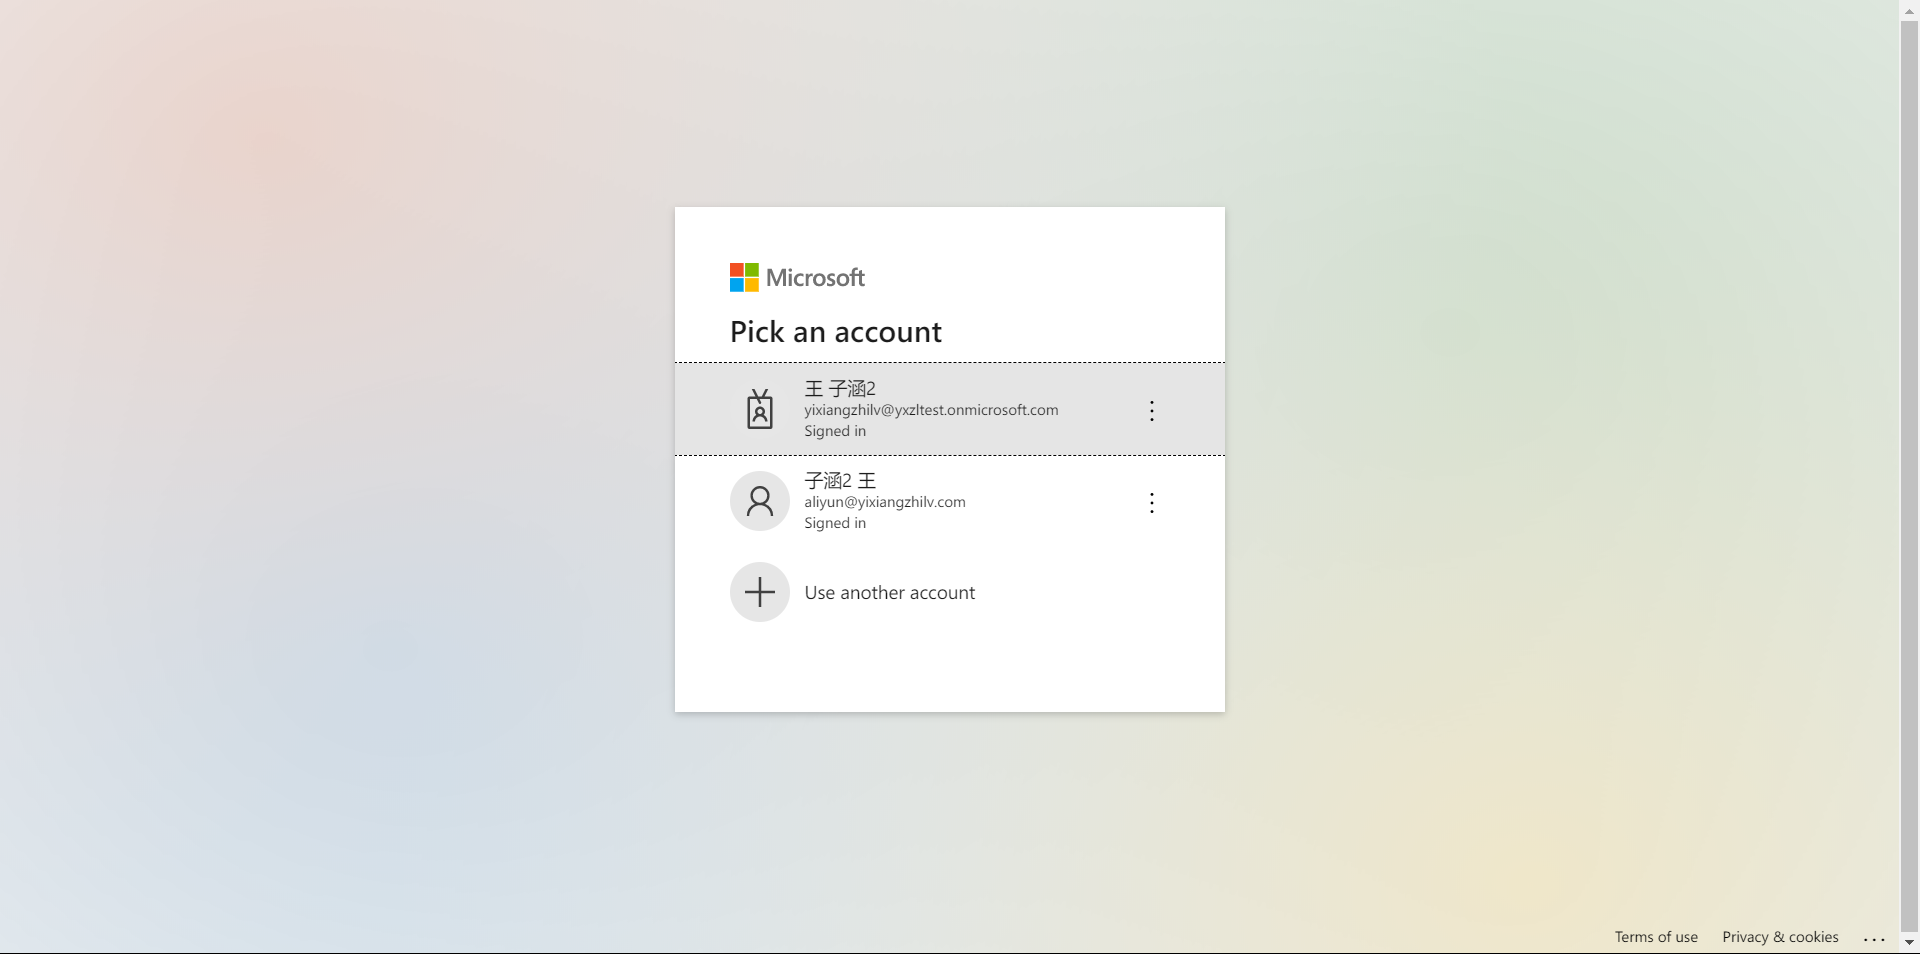 Microsoft
Pick an account
王 子涵2
yixiangzhilv@yxzltest.onmicrosoft.com
Signed in
子涵2 王
aliyun@yixiangzhilv.com
Signed in
Use another account
Terms of use Privacy & cookies ...